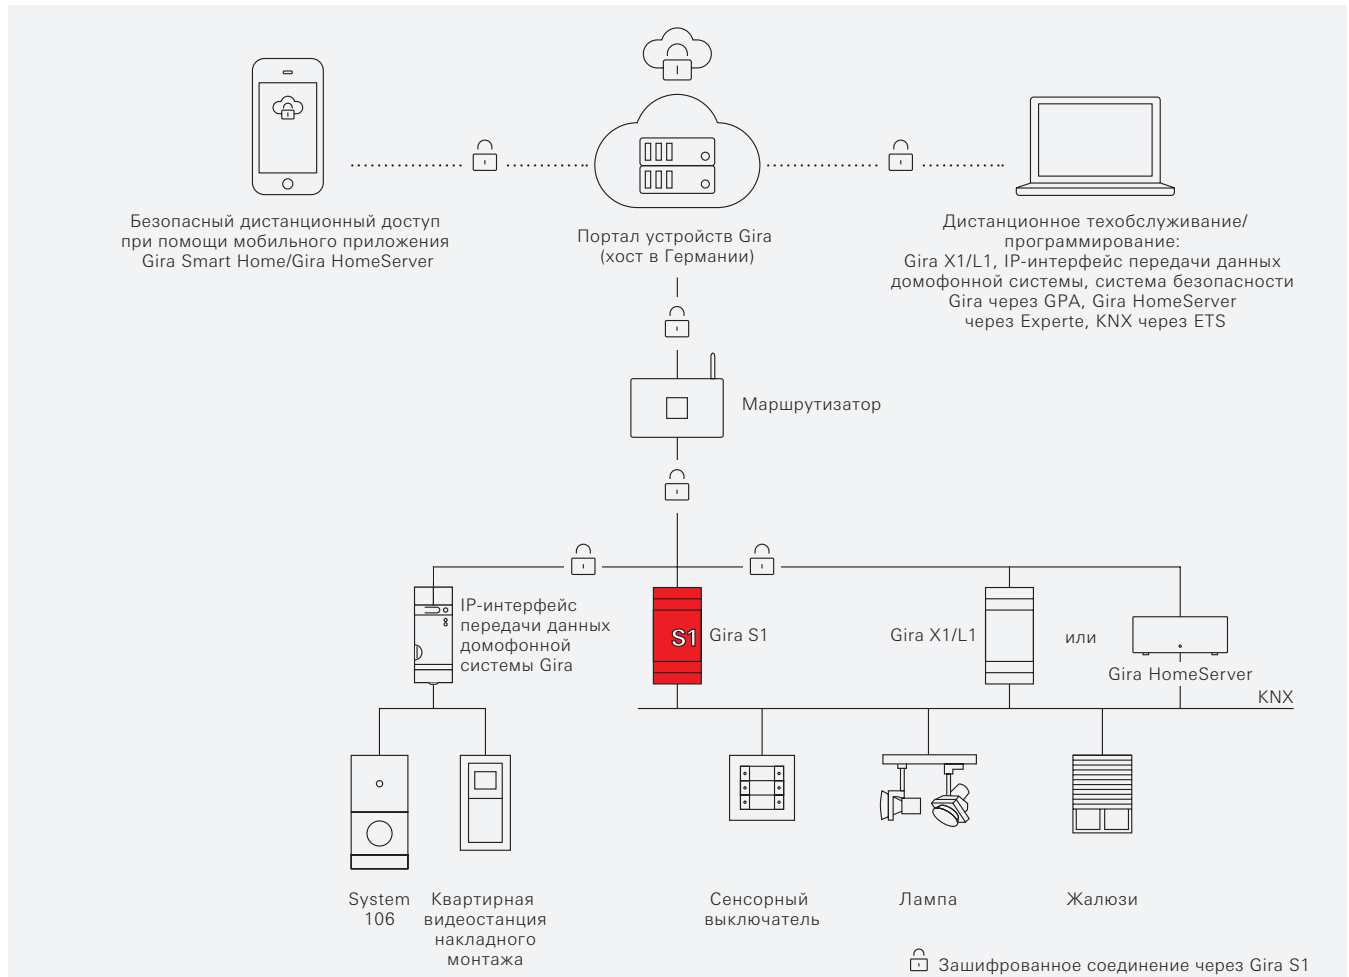 Безопасный дистанционный доступ
при помощи мобильного приложения
Gira Smart Home/Gira HomeServer
Портал устройств Gira
(хост в Германии)
Дистанционное техобслуживание/
программирование:
Gira X1/L1, IP-интерфейс передачи данных
домофонной системы, система безопасности
Gira через GPA, Gira HomeServer
через Experte, KNX через ETS
Маршрутизатор
IP-интерфейс
передачи данных
домофонной
системы Gira
S1
Gira S1
Gira X1/L1
или
Gira HomeServer
KNX
System
106
Квартирная
видеостанция
накладного
монтажа
Сенсорный
выключатель
Лампа
Жалюзи
Зашифрованное соединение через Gira S1